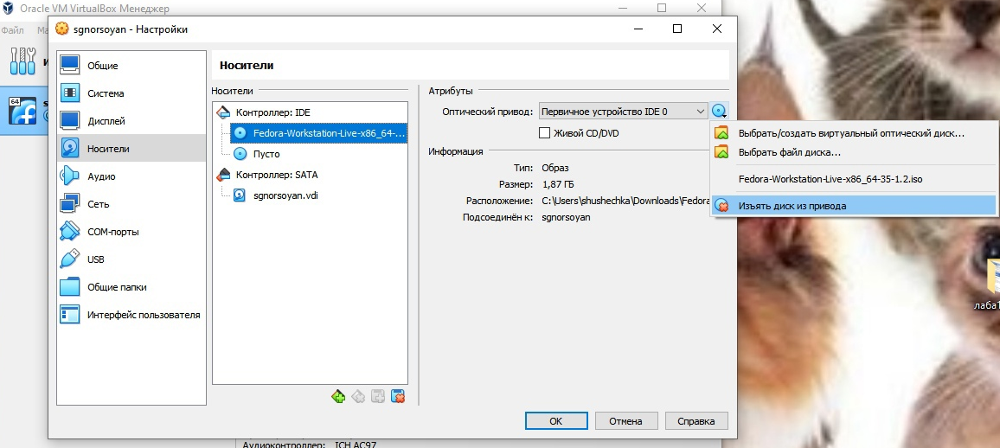 Oracle VM VirtualBox Менеджер
Файл
sgnorsoyan - Настройки
Общие
Система
Дисплей
Носители
Аудио
Сеть
COM-порты
USB
Общие папки
Интерфейс пользователя
64
Носители
Носители
Контроллер: IDE
Fedora-Workstation-Live-x86_64-...
Пусто
Контроллер: SATA
sgnorsoyan.vdi
Атрибуты
Оптический привод: Первичное устройство IDE 0
Живой CD/DVD
Информация
Тип: Образ
Размер: 1,87 ГБ
Расположение: C:\Users\shushechka\Downloads/Fedora
Подсоединён к: sgnorsoyan
Выбрать/создать виртуальный оптический диск...
Выбрать файл диска...
Fedora-Workstation-Live-x86_64-35-1.2.iso
Изъять диск из привода
OK
Отмена
Справка
лаба1
Аудиоконтроллер: ICH AC97